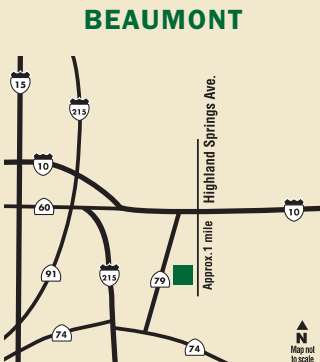 BEAUMONT
15
215
Highland Springs Ave.
10
60
10
Approx.1 mile
91
215
79
74
74
N
Map not
to scale